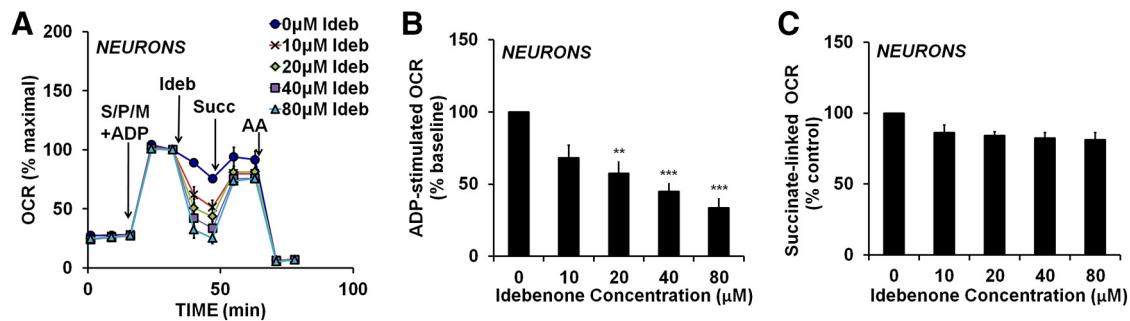 A
NEURONS
0μM Ideb
10μM Ideb
20μM Ideb
40μM Ideb
80μM Ideb
S/P/M
+ADP
Ideb
Succ
AA
OCR (% maximal)
200
150
100
50
0
0
50
100
TIME (min)
B
NEURONS
ADP-stimulated OCR
(% baseline)
150
100
50
0
**
***
***
0
10
20
40
80
Idebenone Concentration (μM)
C
NEURONS
Succinate-linked OCR
(% control)
150
100
50
0
0
10
20
40
80
Idebenone Concentration (μM)